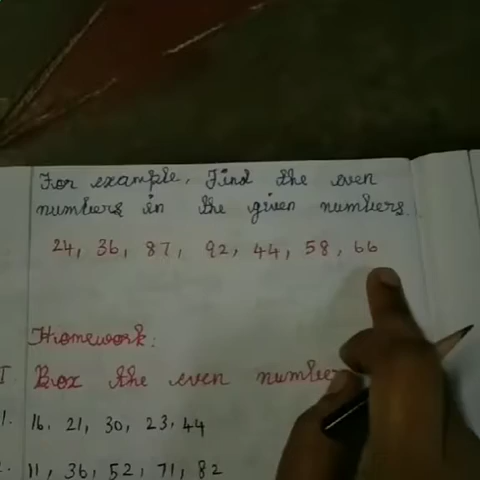 For example, Find the even
numbers in the given numbers.
24, 36, 87, 92, 44, 58, 66
Homework:
I. Box the even number
1. 16, 21, 30, 23, 44
2. 11, 36, 52, 71, 82